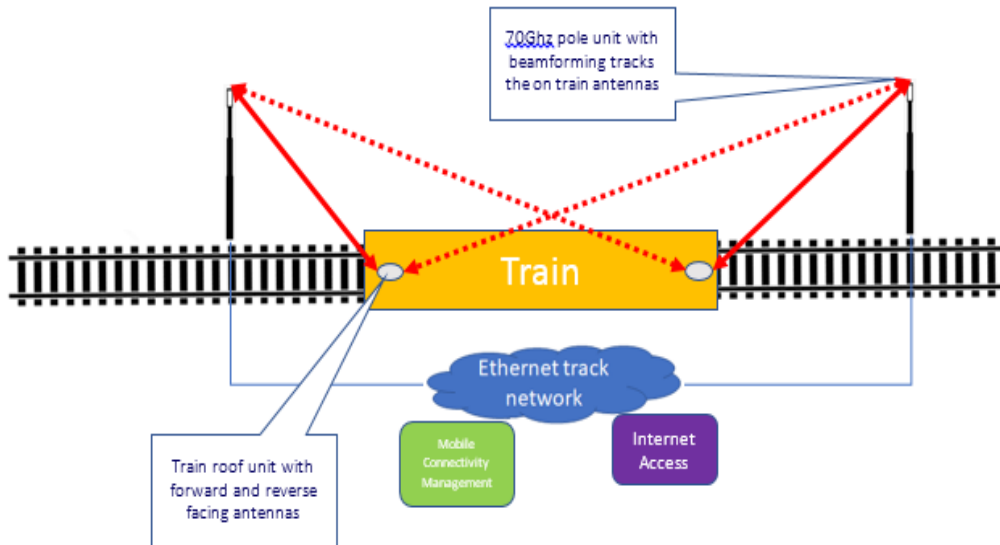 70Ghz pole unit with
beamforming tracks
the on train antennas
Train
Ethernet track
network
Mobile
Connectivity
Management
Internet
Access
Train roof unit with
forward and reverse
facing antennas